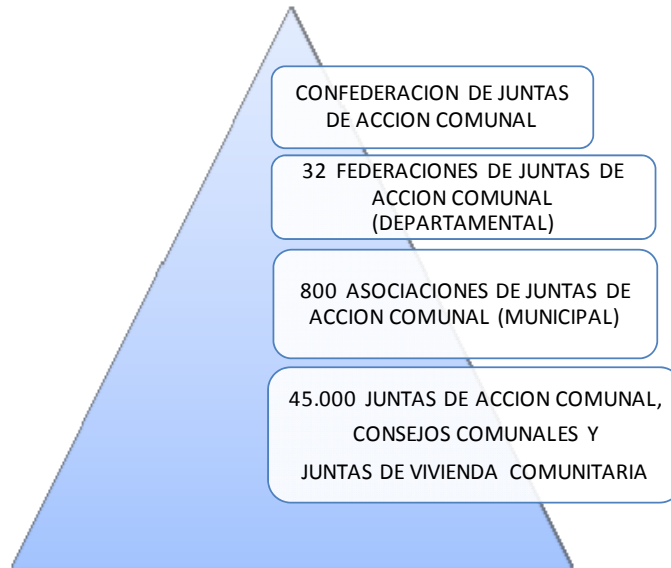 CONFEDERACION DE JUNTAS
DE ACCION COMUNAL
32 FEDERACIONES DE JUNTAS DE
ACCION COMUNAL
(DEPARTAMENTAL)
800 ASOCIACIONES DE JUNTAS DE
ACCION COMUNAL (MUNICIPAL)
45.000 JUNTAS DE ACCION COMUNAL,
CONSEJOS COMUNALES Y
JUNTAS DE VIVIENDA COMUNITARIA